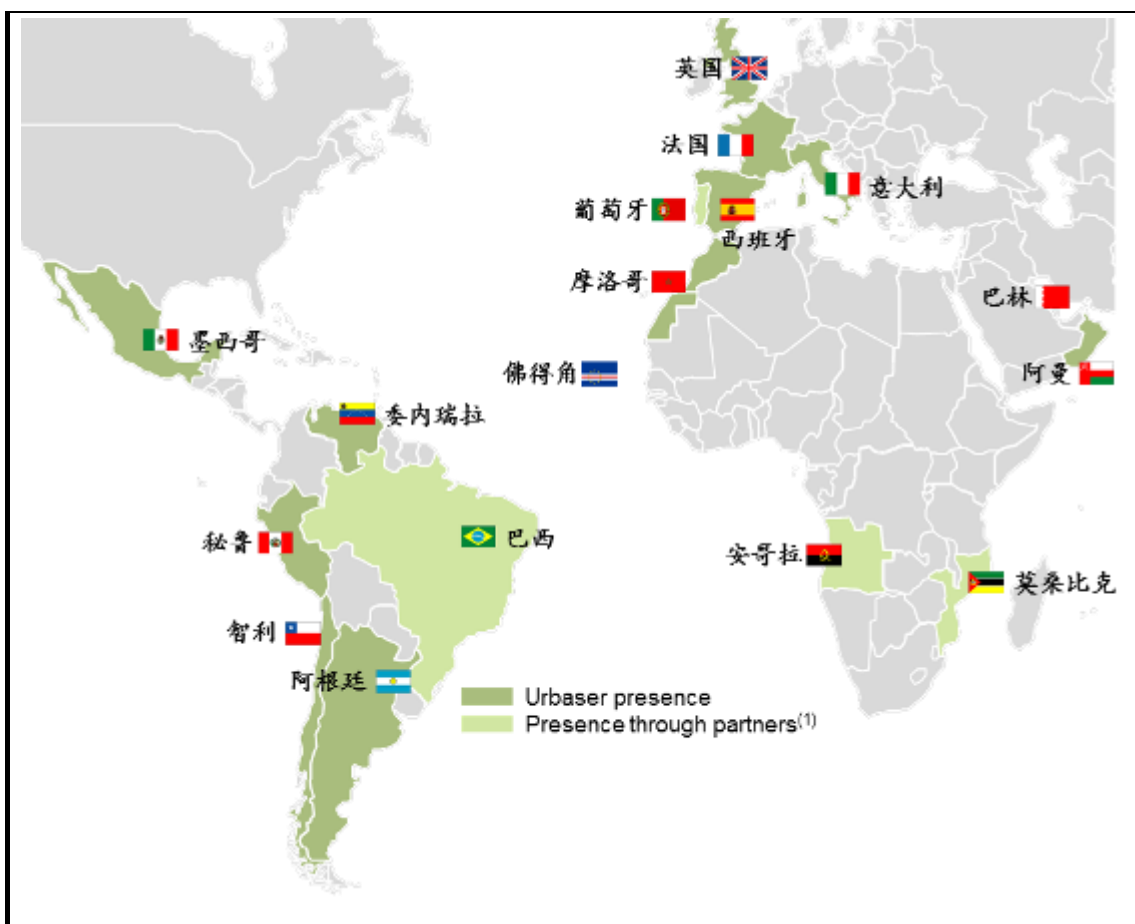 英国
法国
意大利
葡萄牙
西班牙
摩洛哥
巴林
墨西哥
佛得角
阿曼
委内瑞拉
秘鲁
巴西
安哥拉
莫桑比克
智利
阿根廷
Urbaser presence
Presence through partners(1)